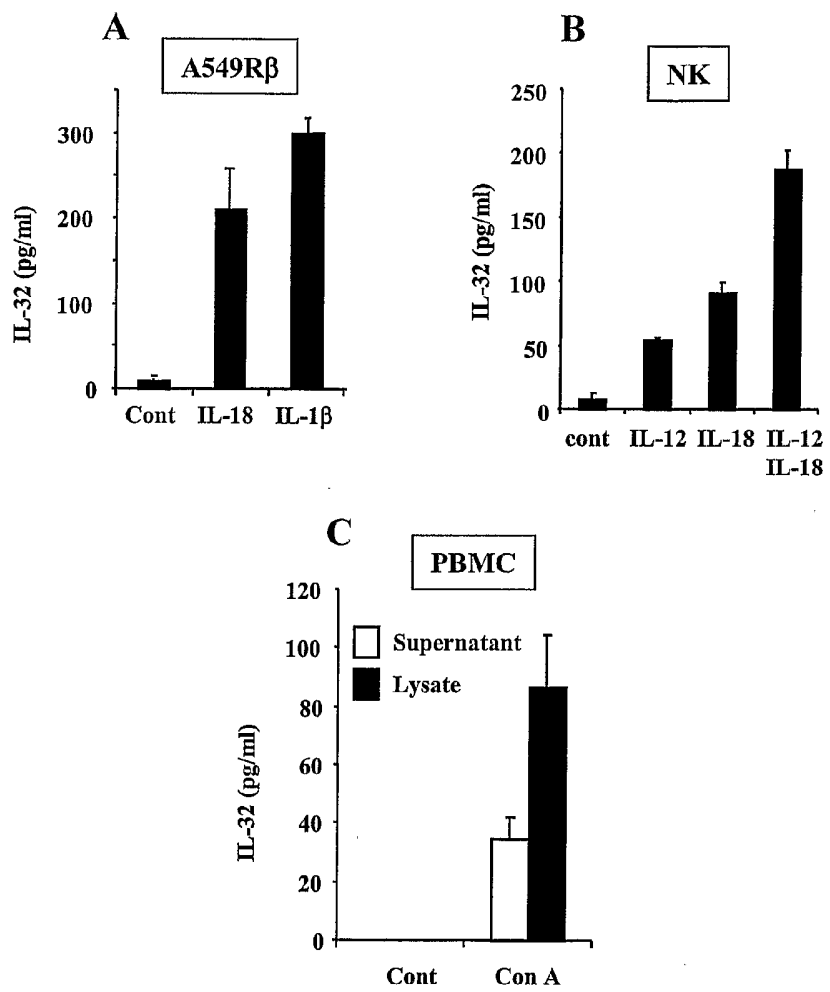 A
A549Rβ
IL-32 (pg/ml)
300
200
100
0
Cont IL-18 IL-1β
B
NK
IL-32 (pg/ml)
250
200
150
100
50
0
cont IL-12 IL-18 IL-12
IL-18
C
PBMC
IL-32 (pg/ml)
120
100
80
60
40
20
0
Supernatant
Lysate
Cont Con A